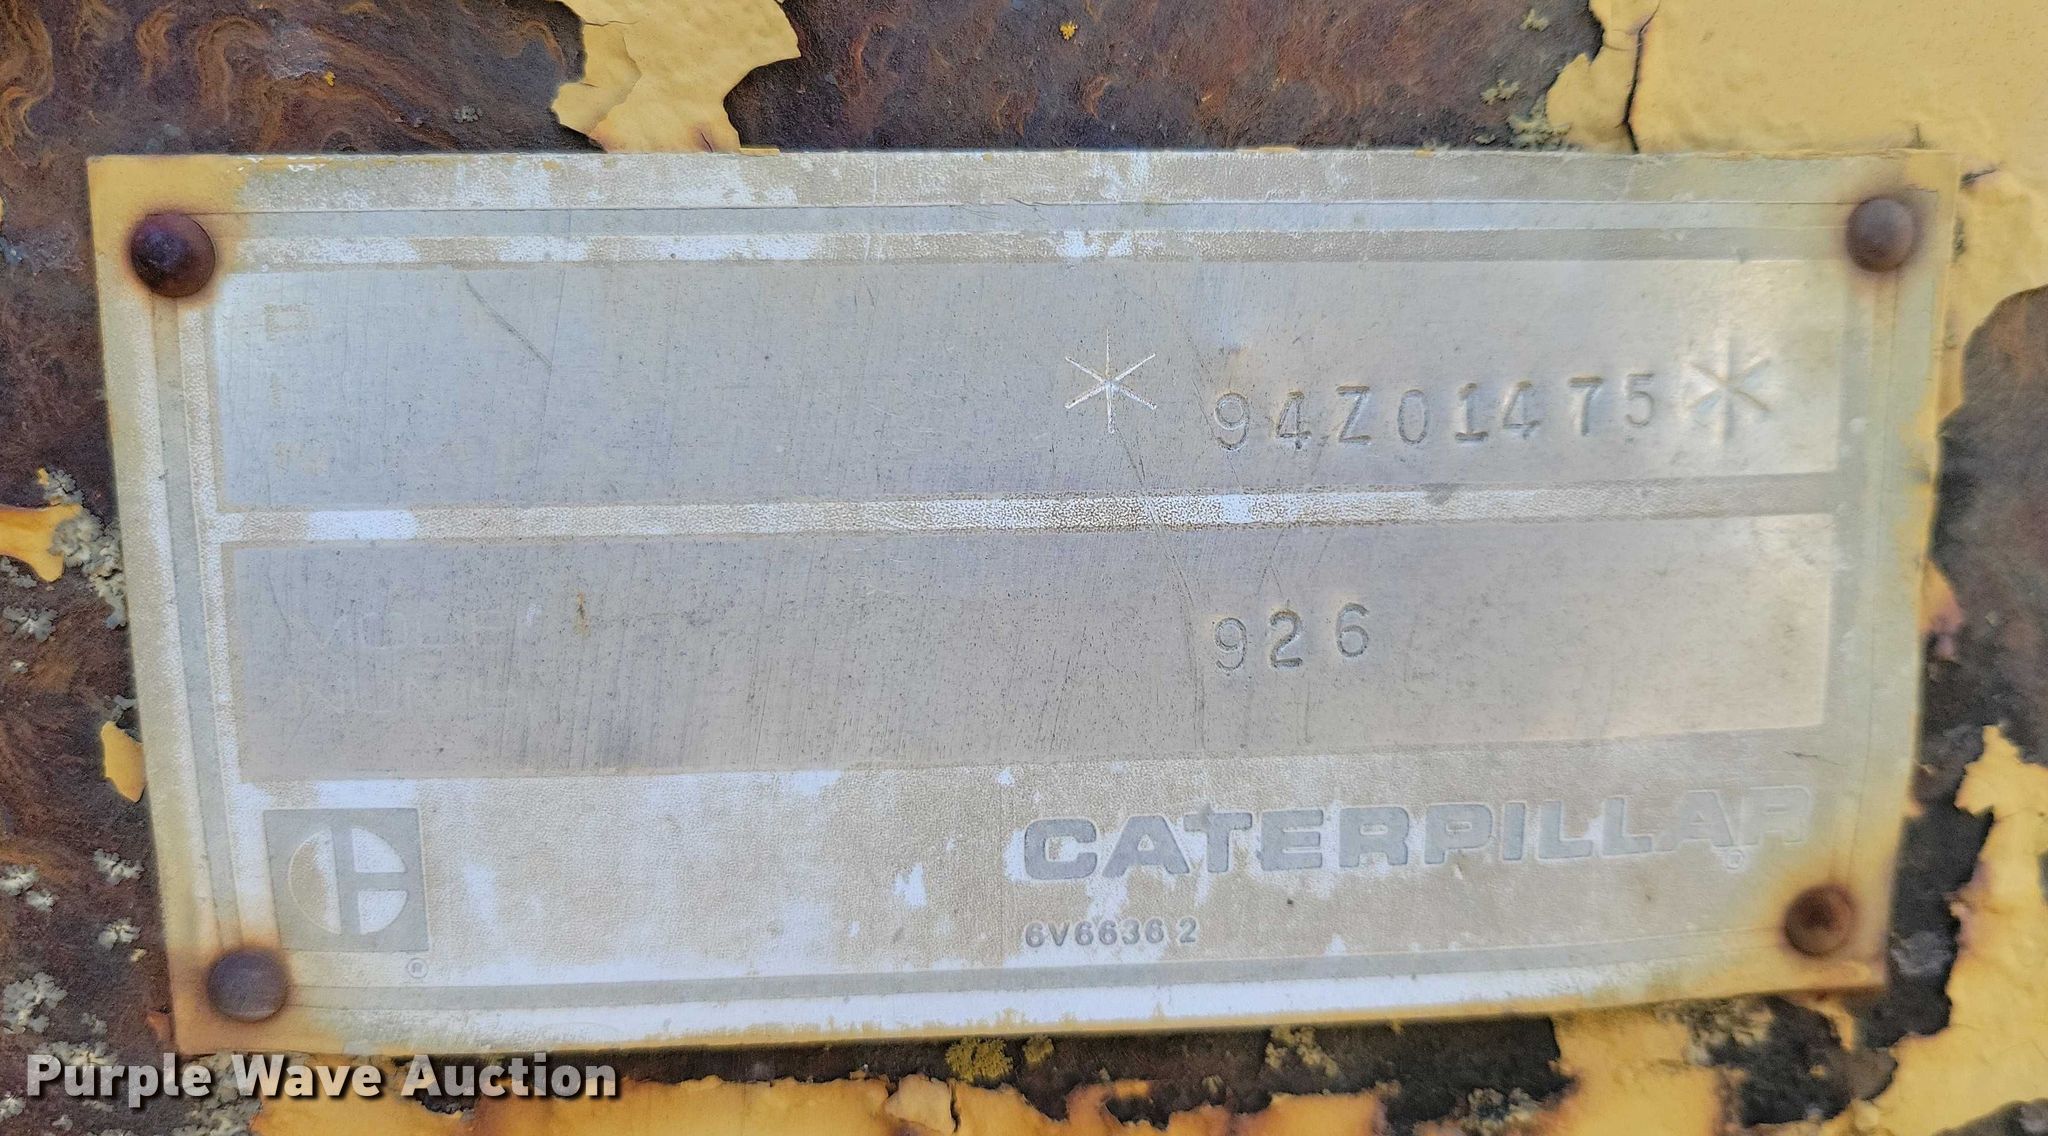 *94Z01475*
926
CATERPILLAR
®
6V6636 2
®
Purple Wave Auction